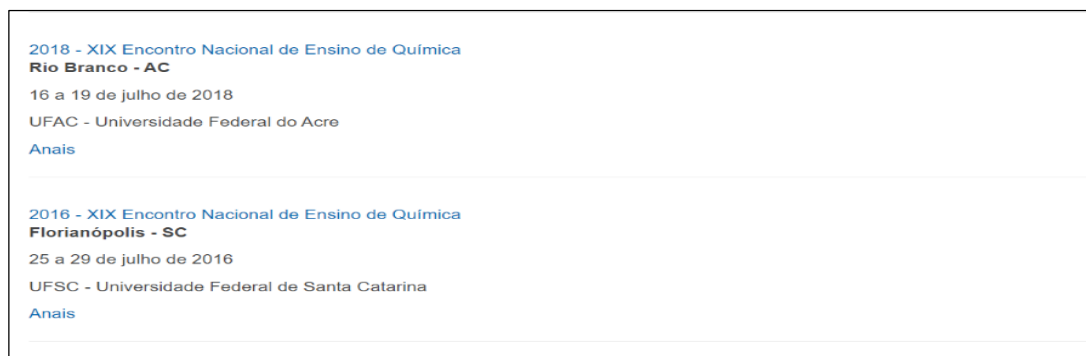 2018 - XIX Encontro Nacional de Ensino de Química
Rio Branco - AC
16 a 19 de julho de 2018
UFAC - Universidade Federal do Acre
Anais
2016 - XIX Encontro Nacional de Ensino de Química
Florianópolis - SC
25 a 29 de julho de 2016
UFSC - Universidade Federal de Santa Catarina
Anais